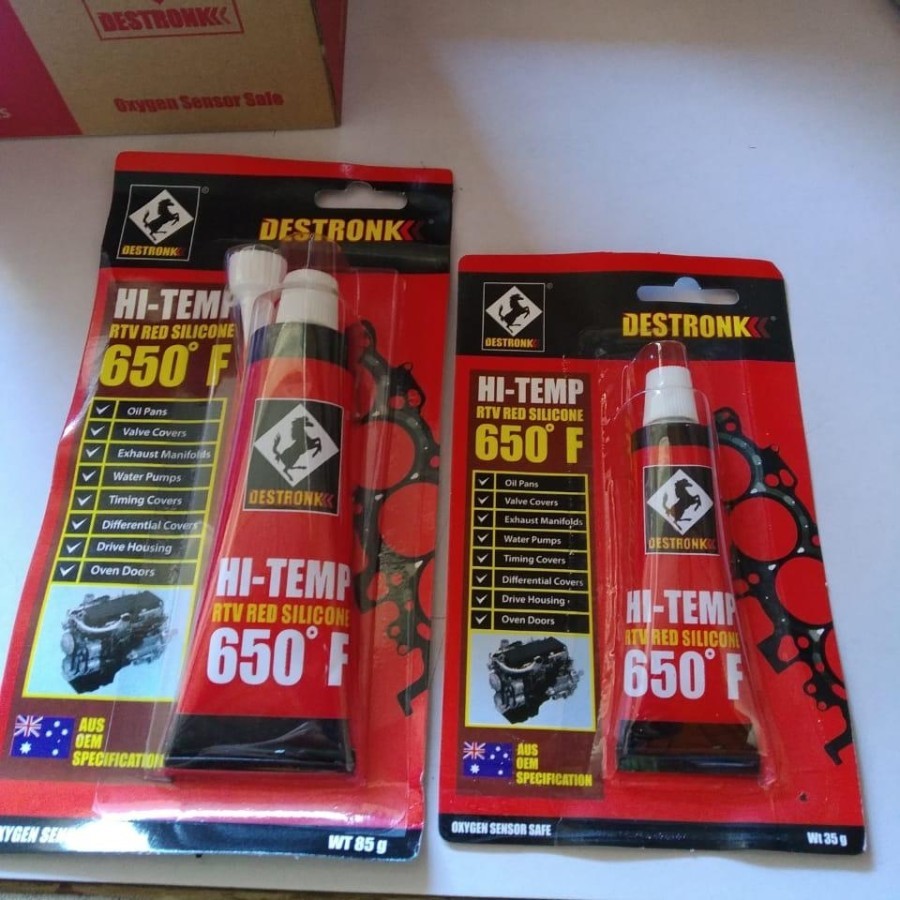 DESTRONK
Oxygen Sensor Safe
®
DESTRONK
DESTRONK
HI-TEMP
RTV RED SILICONE
650° F
Oil Pans
Valve Covers
Exhaust Manifolds
Water Pumps
Timing Covers
Differential Covers
Drive Housing
Oven Doors
AUS
OEM
SPECIFICATION
DESTRONK
HI-TEMP
RTV RED SILICONE
650° F
OXYGEN SENSOR
WT 85 g
®
DESTRONK
DESTRONK
HI-TEMP
RTV RED SILICONE
650° F
Oil Pans
Valve Covers
Exhaust Manifolds
Water Pumps
Timing Covers
Differential Covers
Drive Housing
Oven Doors
AUS
OEM
SPECIFICATION
DESTRONK
HI-TEMP
RTV RED SILICONE
650° F
OXYGEN SENSOR SAFE
Wt 35 g